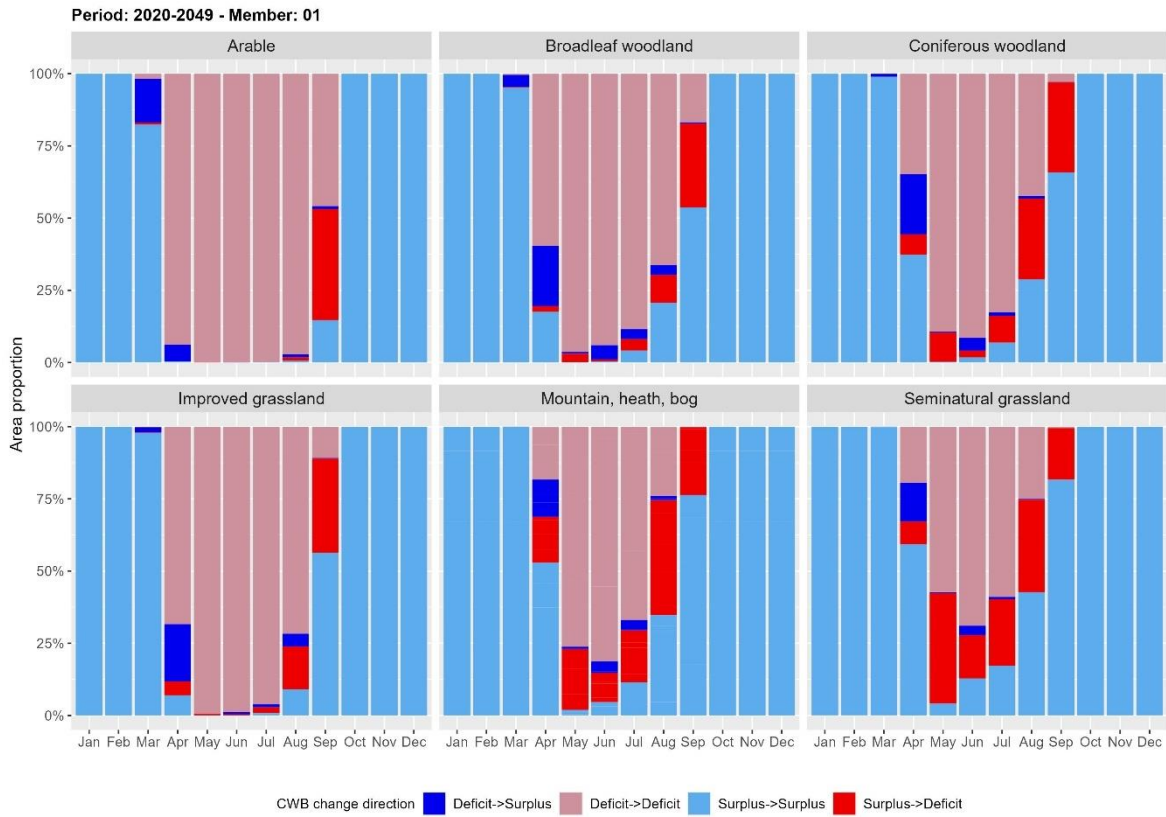 Period: 2020-2049 - Member: 01
Arable
Broadleaf woodland
Coniferous woodland
100%
75%
50%
25%
0%
Improved grassland
Mountain, heath, bog
Seminatural grassland
100%
75%
50%
25%
0%
Area proportion
Jan Feb Mar Apr May Jun Jul Aug Sep Oct Nov Dec
Jan Feb Mar Apr May Jun Jul Aug Sep Oct Nov Dec
Jan Feb Mar Apr May Jun Jul Aug Sep Oct Nov Dec
CWB change direction Deficit->Surplus Deficit->Deficit Surplus->Surplus Surplus->Deficit